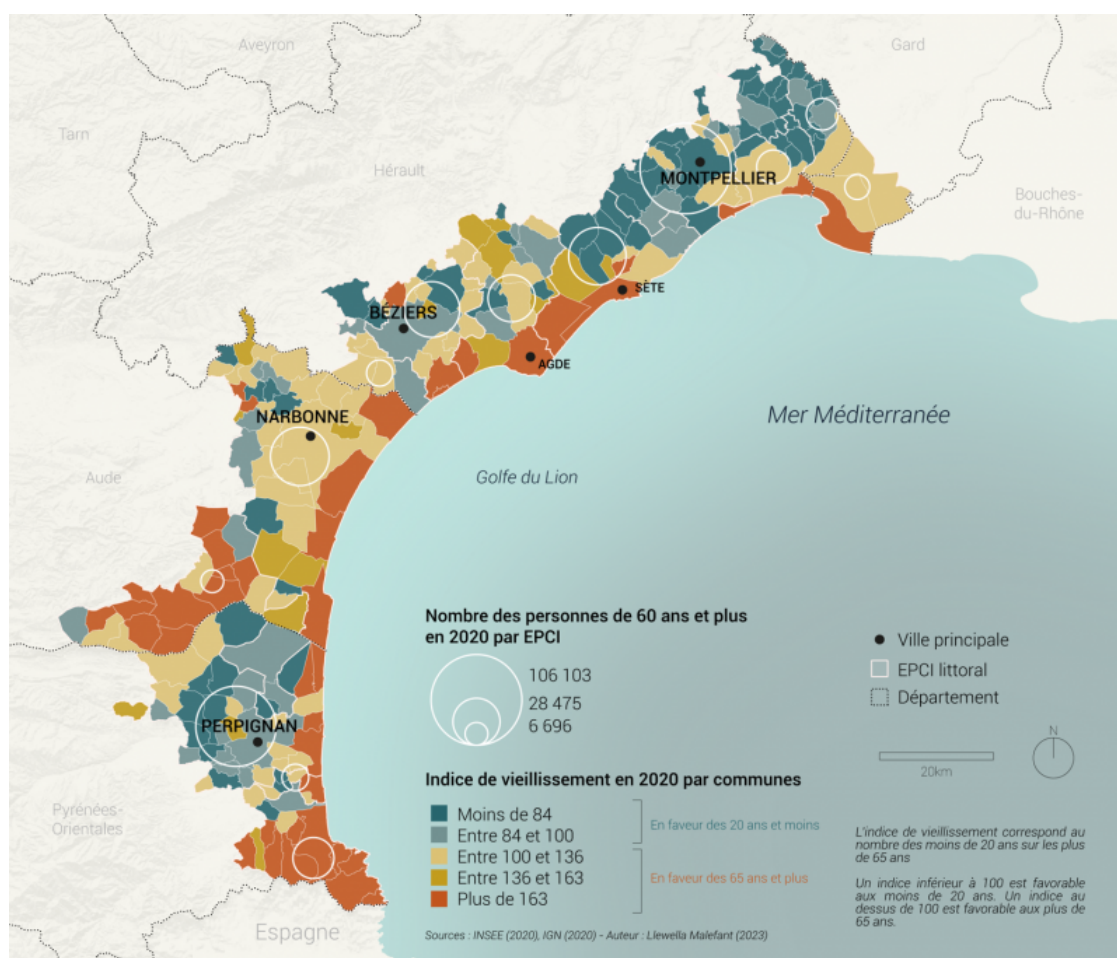 Aveyron
Gard
Tarn
Hérault
MONTPELLIER
Bouches-
du-Rhône
SÈTE
BÉZIERS
AGDE
NARBONNE
Mer Méditerranée
Aude
Golfe du Lion
PERPIGNAN
Pyrénées-
Orientales
Espagne
Nombre des personnes de 60 ans et plus
en 2020 par EPCI
106 103
28 475
6 696
Ville principale
EPCI littoral
Département
N
20km
Indice de vieillissement en 2020 par communes
Moins de 84
Entre 84 et 100
Entre 100 et 136
Entre 136 et 163
Plus de 163
En faveur des 20 ans et moins
En faveur des 65 ans et plus
L'indice de vieillissement correspond au
nombre des moins de 20 ans sur les plus
de 65 ans
Un indice inférieur à 100 est favorable
aux moins de 20 ans. Un indice au
dessus de 100 est favorable aux plus de
65 ans.
Sources : INSEE (2020), IGN (2020) - Auteur : Llewella Malefant (2023)